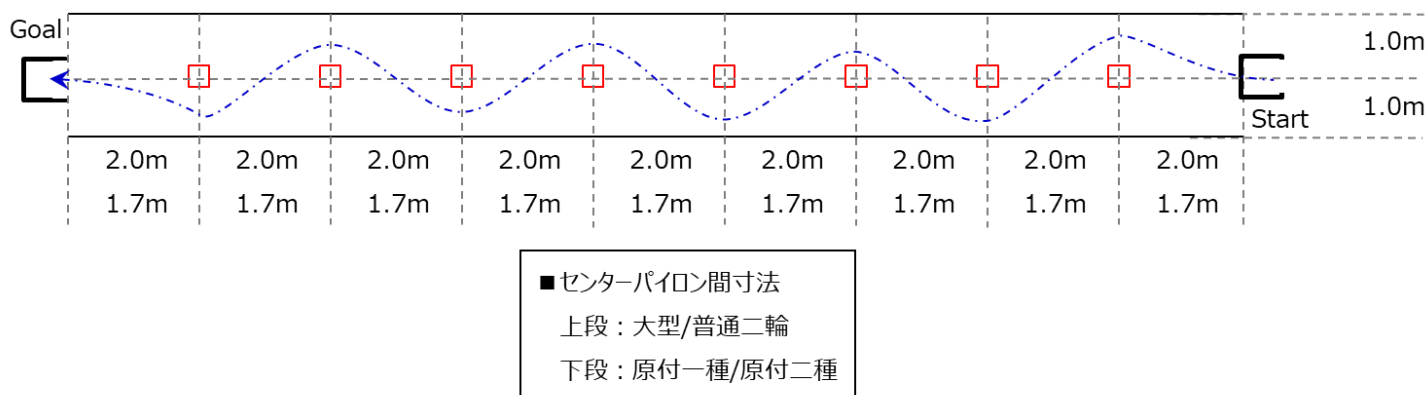 Goal
1.0m
1.0m
Start
2.0m 2.0m 2.0m 2.0m 2.0m 2.0m 2.0m 2.0m 2.0m
1.7m 1.7m 1.7m 1.7m 1.7m 1.7m 1.7m 1.7m 1.7m
■センターパイロン間寸法
上段：大型/普通二輪
下段：原付一種/原付二種